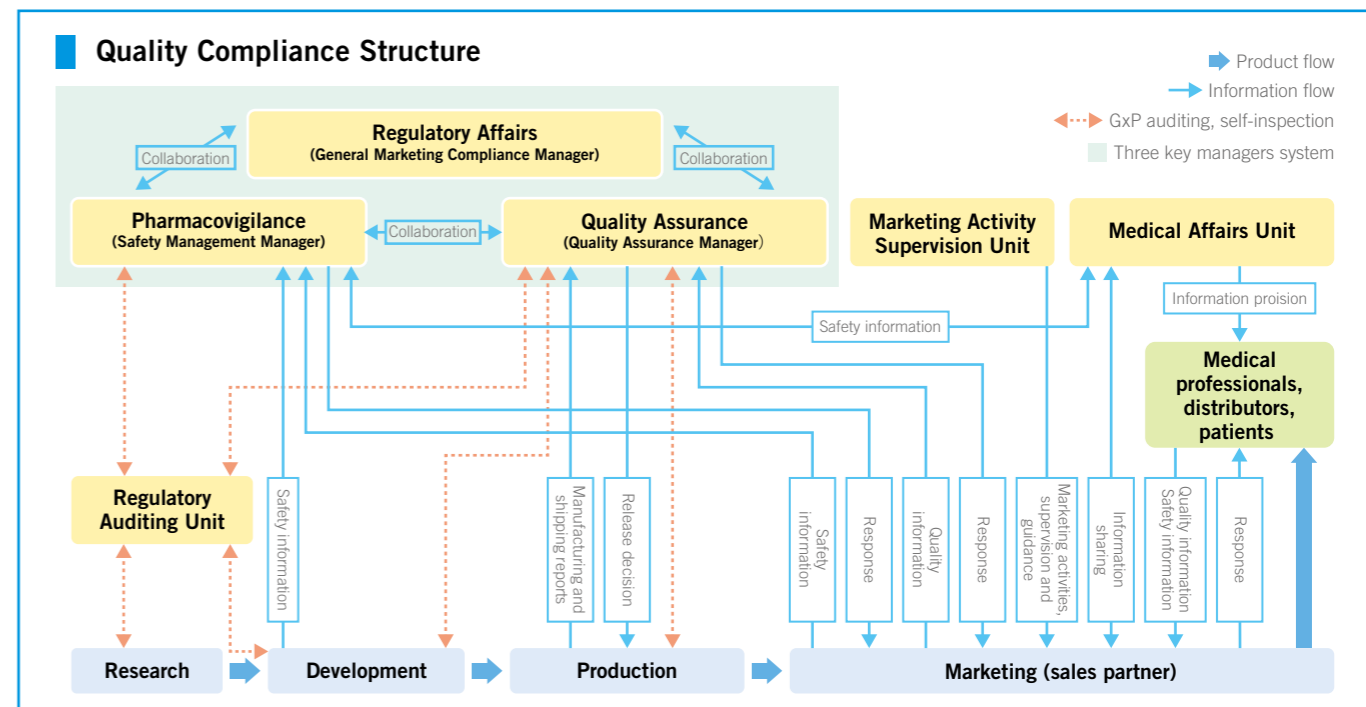 Quality Compliance Structure
Product flow
Information flow
GxP auditing, self-inspection
Three key managers system
Regulatory Affairs
(General Marketing Compliance Manager)
Collaboration
Collaboration
Pharmacovigilance
(Safety Management Manager)
Collaboration
Quality Assurance
(Quality Assurance Manager)
Marketing Activity
Supervision Unit
Medical Affairs Unit
Information proision
Safety information
Medical
professionals,
distributors,
patients
Regulatory
Auditing Unit
Safety information
Manufacturing and
shipping reports
Release decision
Safety
information
Response
Quality
information
Response
Marketing activities,
supervision and
guidance
Information
sharing
Quality information
Safety information
Response
Research
Development
Production
Marketing (sales partner)